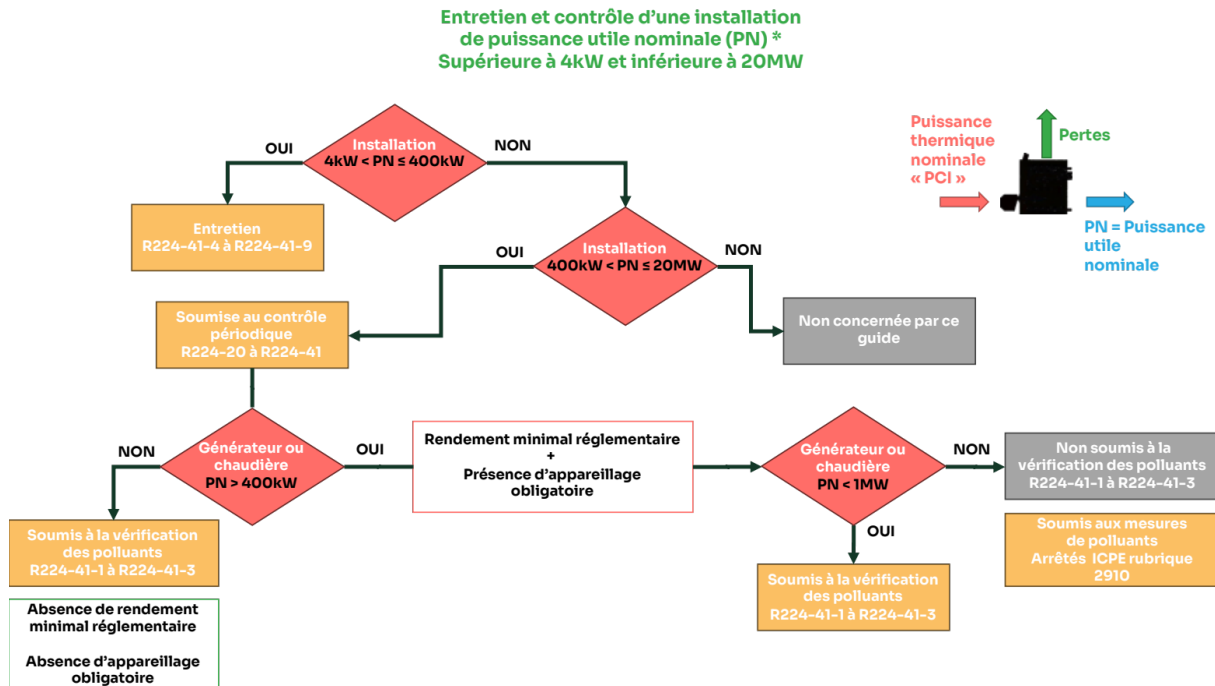 Entretien et contrôle d'une installation
de puissance utile nominale (PN) *
Supérieure à 4kW et inférieure à 20MW
Puissance
thermique
nominale
« PCI »
Pertes
PN = Puissance
utile
nominale
OUI
Installation
4kW < PN ≤ 400kW
NON
Entretien
R224-41-4 à R224-41-9
OUI
Installation
400kW < PN ≤ 20MW
NON
Soumise au contrôle
périodique
R224-20 à R224-41
Non concernée par ce
guide
NON
Générateur ou
chaudière
PN > 400kW
OUI
Rendement minimal réglementaire
+
Présence d'appareillage
obligatoire
Générateur ou
chaudière
PN < 1MW
NON
Non soumis à la
vérification des polluants
R224-41-1 à R224-41-3
OUI
Soumis à la vérification
des polluants
R224-41-1 à R224-41-3
Soumis aux mesures
de polluants
Arrêtés ICPE rubrique
2910
Soumis à la vérification
des polluants
R224-41-1 à R224-41-3
Absence de rendement
minimal réglementaire
Absence d'appareillage
obligatoire